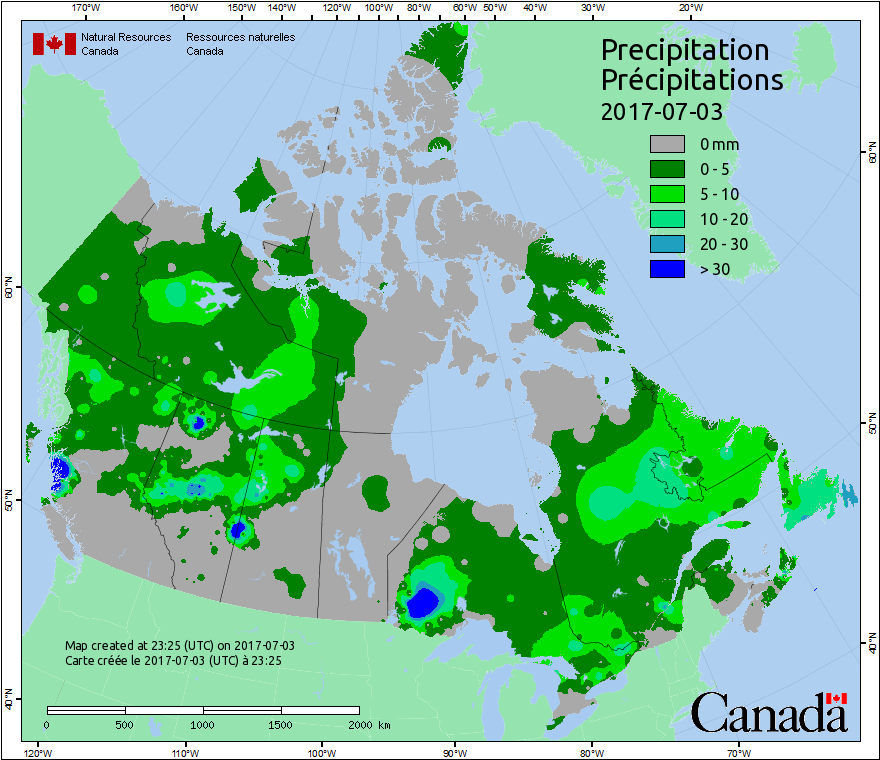 170°W 160°W 150°W 140°W 130°W 120°W 110°W 100°W 90°W 80°W 70°W 60°W 50°W 40°W 30°W 20°W
Natural Resources Canada
Ressources naturelles Canada
Precipitation
Précipitations
2017-07-03
0 mm
0 - 5
5 - 10
10 - 20
20 - 30
> 30
60°N
60°N
50°N
50°N
40°N
40°N
Map created at 23:25 (UTC) on 2017-07-03
Carte créée le 2017-07-03 (UTC) à 23:25
0 500 1000 1500 2000 km
Canada
120°W 110°W 100°W 90°W 80°W 70°W